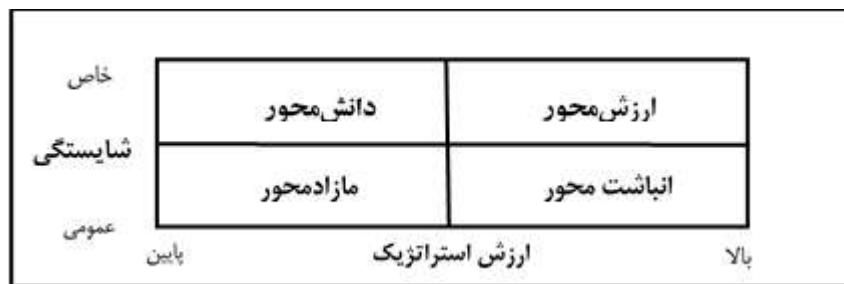 خاص
ارزش‌محور دانش‌محور
شایستگی
انباشت محور مازادمحور
عمومی
بالا ارزش استراتژیک پایین